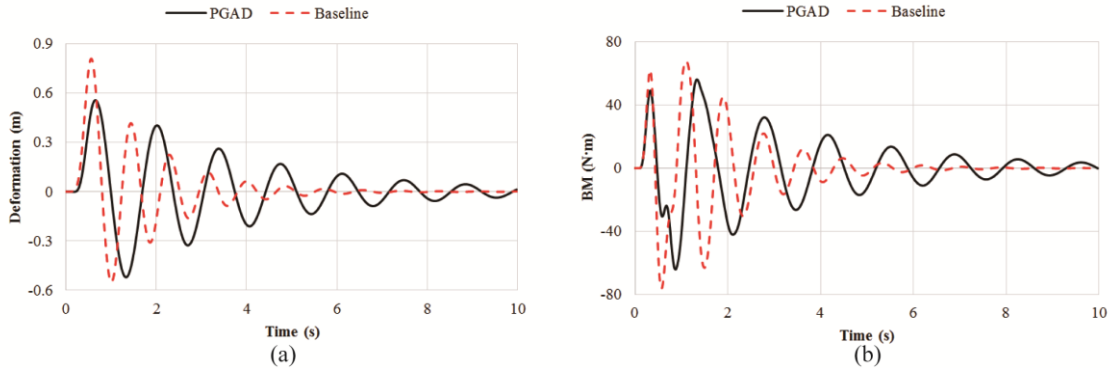 PGAD Baseline
0.9
0.6
0.3
0
-0.3
-0.6
Deformation (m)
0 2 4 6 8 10
Time (s)
(a)
PGAD Baseline
80
40
0
-40
-80
BM (N·m)
0 2 4 6 8 10
Time (s)
(b)